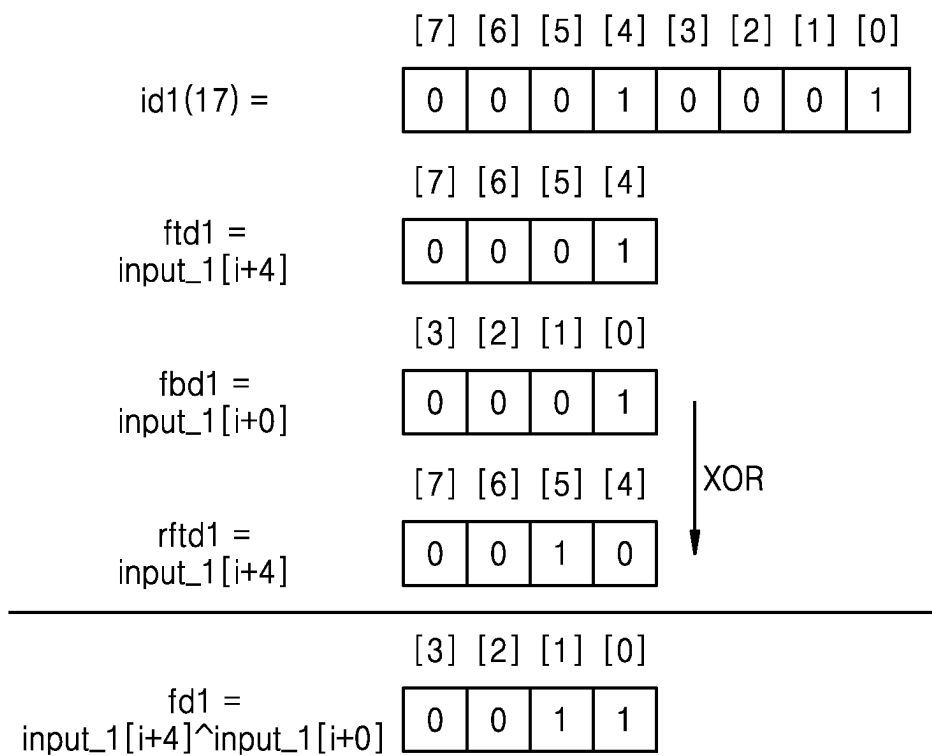 [7] [6] [5] [4] [3] [2] [1] [0]
id1(17) = 0 0 0 1 0 0 0 1
[7] [6] [5] [4]
ftd1 =
input_1[i+4]
0 0 0 1
[3] [2] [1] [0]
fbd1 =
input_1[i+0]
0 0 0 1
XOR
[7] [6] [5] [4]
rftd1 =
input_1[i+4]
0 0 1 0
[3] [2] [1] [0]
fd1 =
input_1[i+4]^input_1[i+0]
0 0 1 1